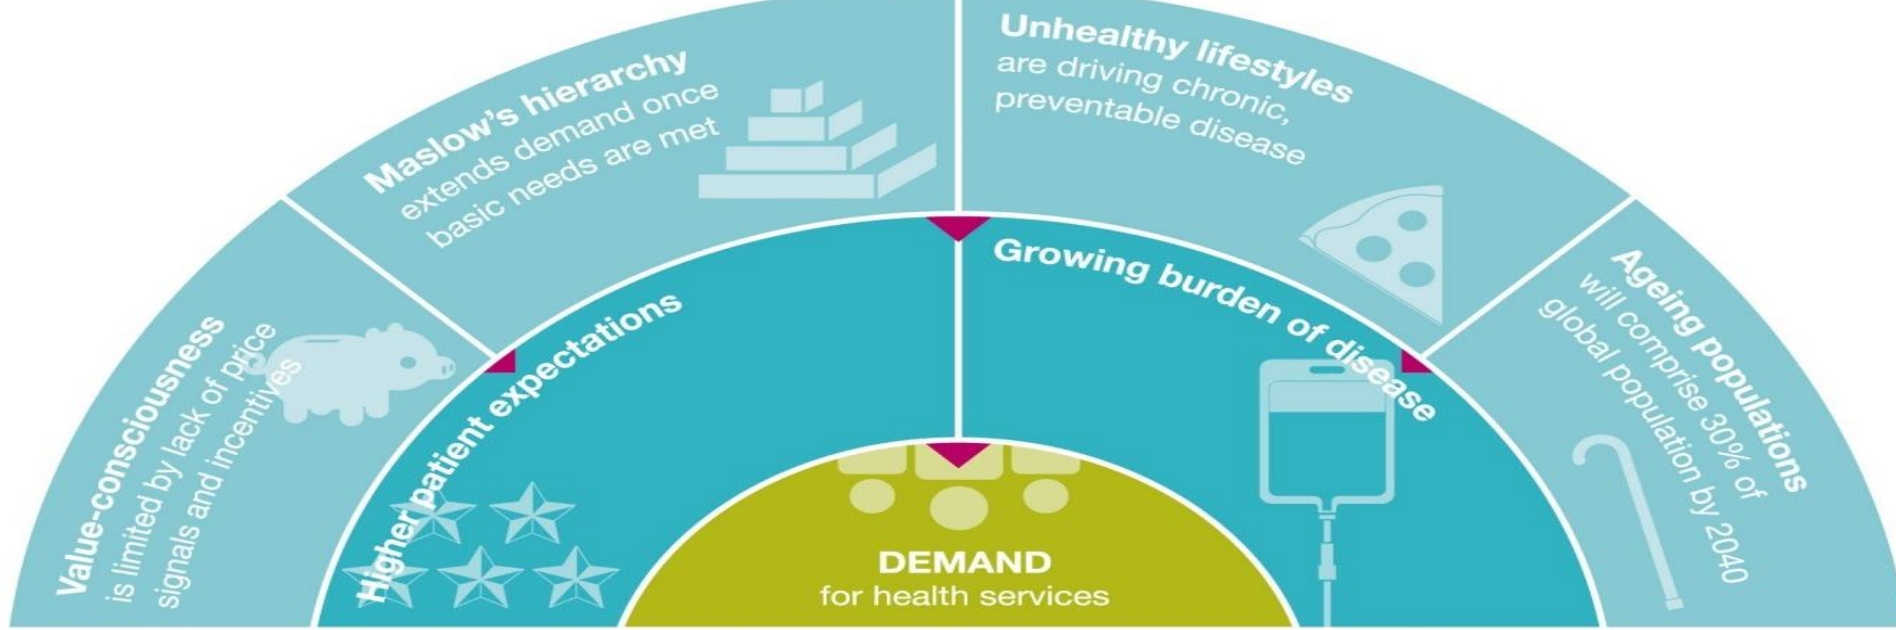 Value-consciousness
is limited by lack of price
signals and incentives
Maslow's hierarchy
extends demand once
basic needs are met
Unhealthy lifestyles
are driving chronic,
preventable disease
Ageing populations
will comprise 30% of
global population by 2040
Higher patient expectations
Growing burden of disease
DEMAND
for health services